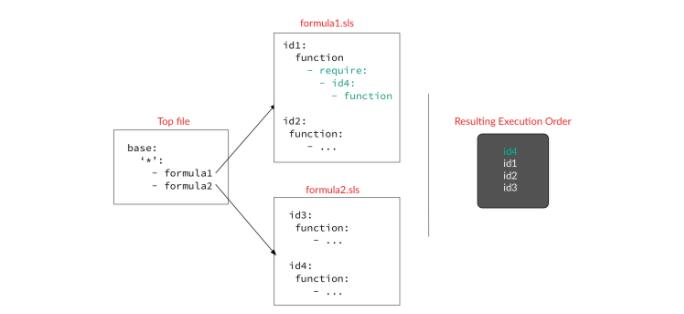 Top file
base:
‘*’:
- formula1
- formula2
formula1.sls
id1:
function
- require:
- id4:
- function
id2:
function:
- ...
formula2.sls
id3:
function:
- ...
id4:
function:
- ...
Resulting Execution Order
id4
id1
id2
id3